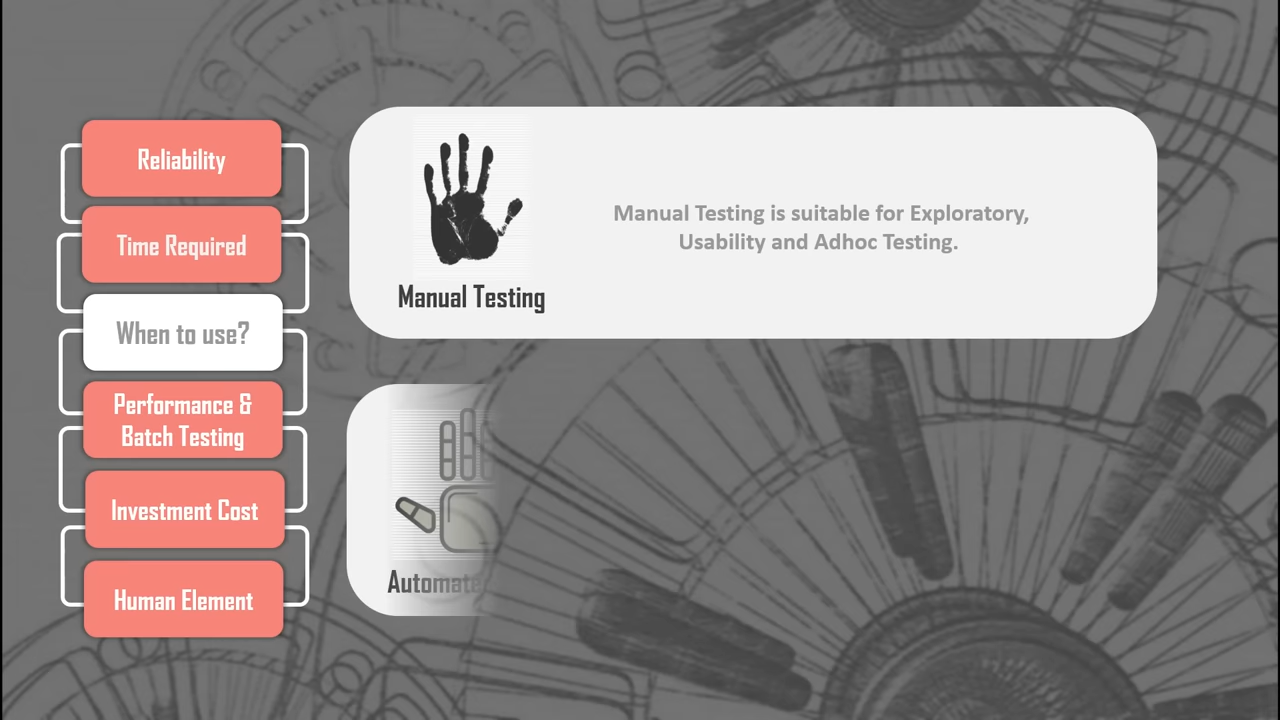 Reliability
Time Required
When to use?
Performance &
Batch Testing
Investment Cost
Human Element
Manual Testing is suitable for Exploratory,
Usability and Adhoc Testing.
Manual Testing
Automate